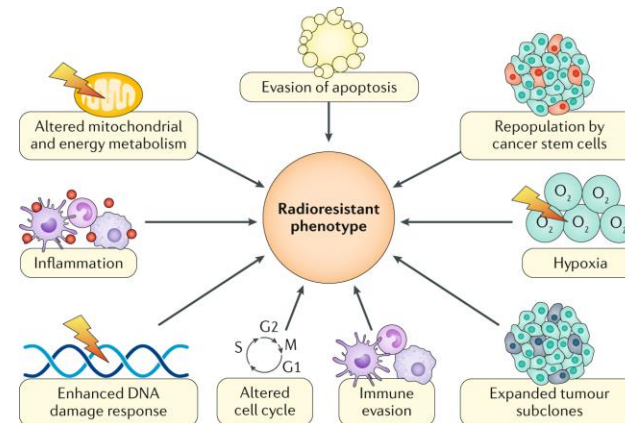 Evasion of apoptosis
Altered mitochondrial
and energy metabolism
Repopulation by
cancer stem cells
Radioresistant
phenotype
Inflammation
O2
O2
O2
O2
O2
Hypoxia
Enhanced DNA
damage response
G2
S
M
G1
Altered
cell cycle
Immune
evasion
Expanded tumour
subclones